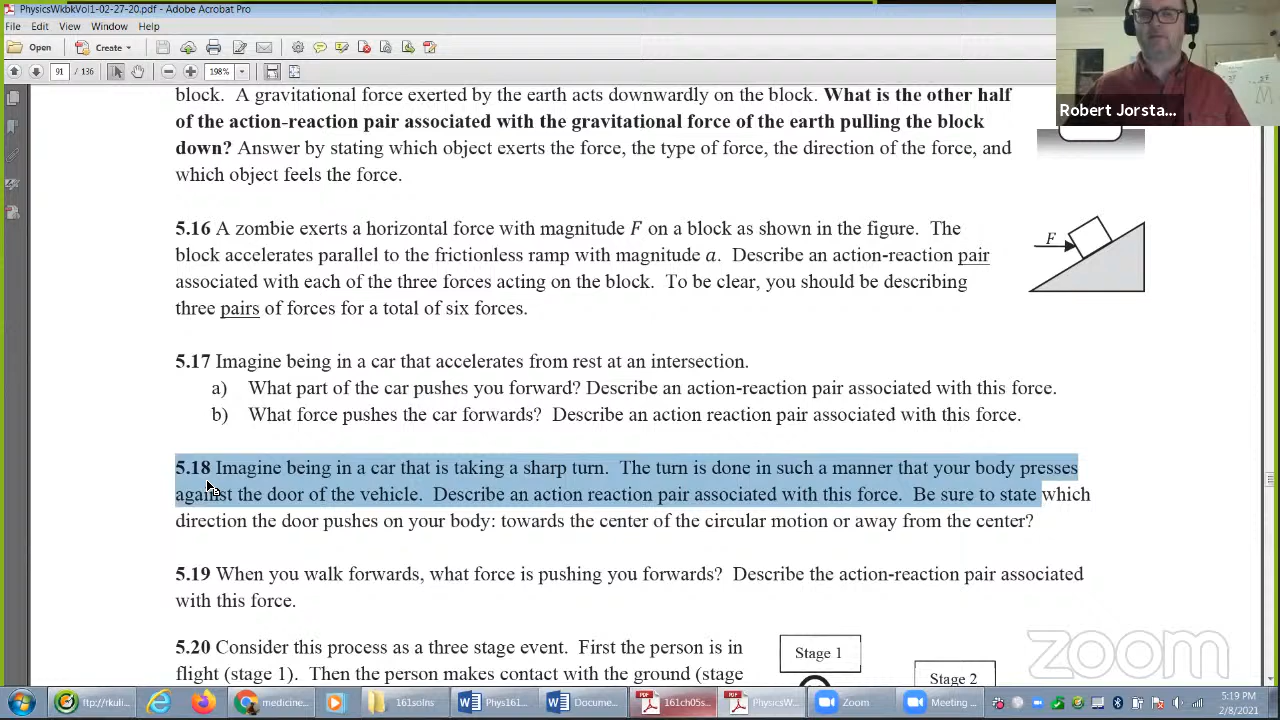 PhysicsWkbkVol1-02-27-20.pdf - Adobe Acrobat Pro
File Edit View Window Help
Open Create
91 / 136 198%
block. A gravitational force exerted by the earth acts downwardly on the block. What is the other half
of the action-reaction pair associated with the gravitational force of the earth pulling the block
down? Answer by stating which object exerts the force, the type of force, the direction of the force, and
which object feels the force.
Robert Jorsta...
5.16 A zombie exerts a horizontal force with magnitude F on a block as shown in the figure. The
block accelerates parallel to the frictionless ramp with magnitude a. Describe an action-reaction pair
associated with each of the three forces acting on the block. To be clear, you should be describing
three pairs of forces for a total of six forces.
F
5.17 Imagine being in a car that accelerates from rest at an intersection.
a) What part of the car pushes you forward? Describe an action-reaction pair associated with this force.
b) What force pushes the car forwards? Describe an action reaction pair associated with this force.
5.18 Imagine being in a car that is taking a sharp turn. The turn is done in such a manner that your body presses
against the door of the vehicle. Describe an action reaction pair associated with this force. Be sure to state which
direction the door pushes on your body: towards the center of the circular motion or away from the center?
5.19 When you walk forwards, what force is pushing you forwards? Describe the action-reaction pair associated
with this force.
5.20 Consider this process as a three stage event. First the person is in
flight (stage 1). Then the person makes contact with the ground (stage
Stage 1
Stage 2
zoom
ftp://rkuli... medicine... 161solns Phys161... Docume... 161ch05s... PhysicsW... Zoom Meeting ...
5:19 PM
2/8/2021